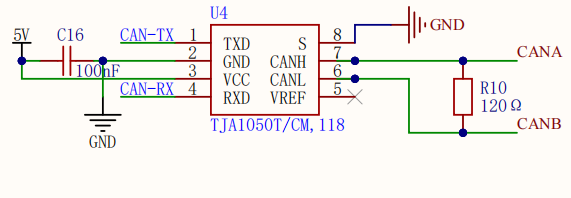 U4
5V
C16
100nF
CAN-TX
1
2
3
CAN-RX
4
GND
TXD
GND
VCC
RXD
S
CANH
CANL
VREF
8
7
6
5
TJA1050T/CM,118
GND
CANA
R10
120Ω
CANB